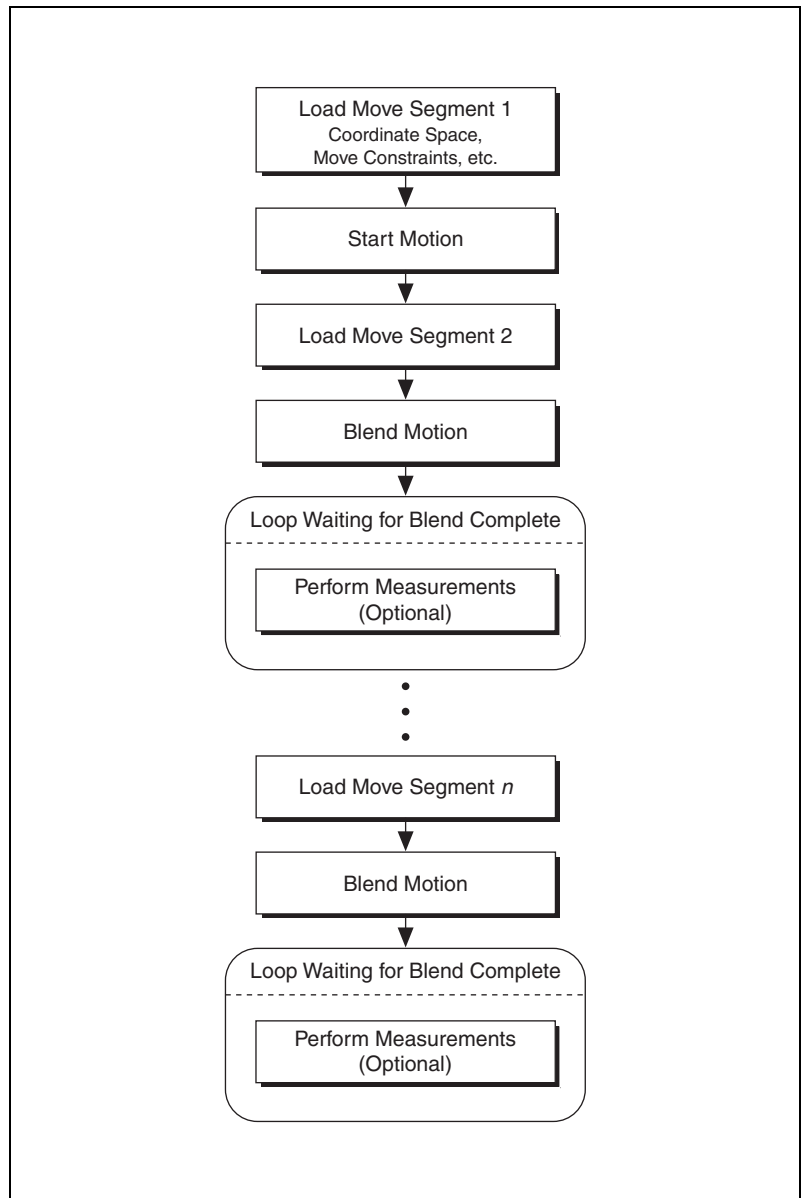 Load Move Segment 1
Coordinate Space,
Move Constraints, etc.
Start Motion
Load Move Segment 2
Blend Motion
Loop Waiting for Blend Complete
Perform Measurements
(Optional)
Load Move Segment n
Blend Motion
Loop Waiting for Blend Complete
Perform Measurements
(Optional)